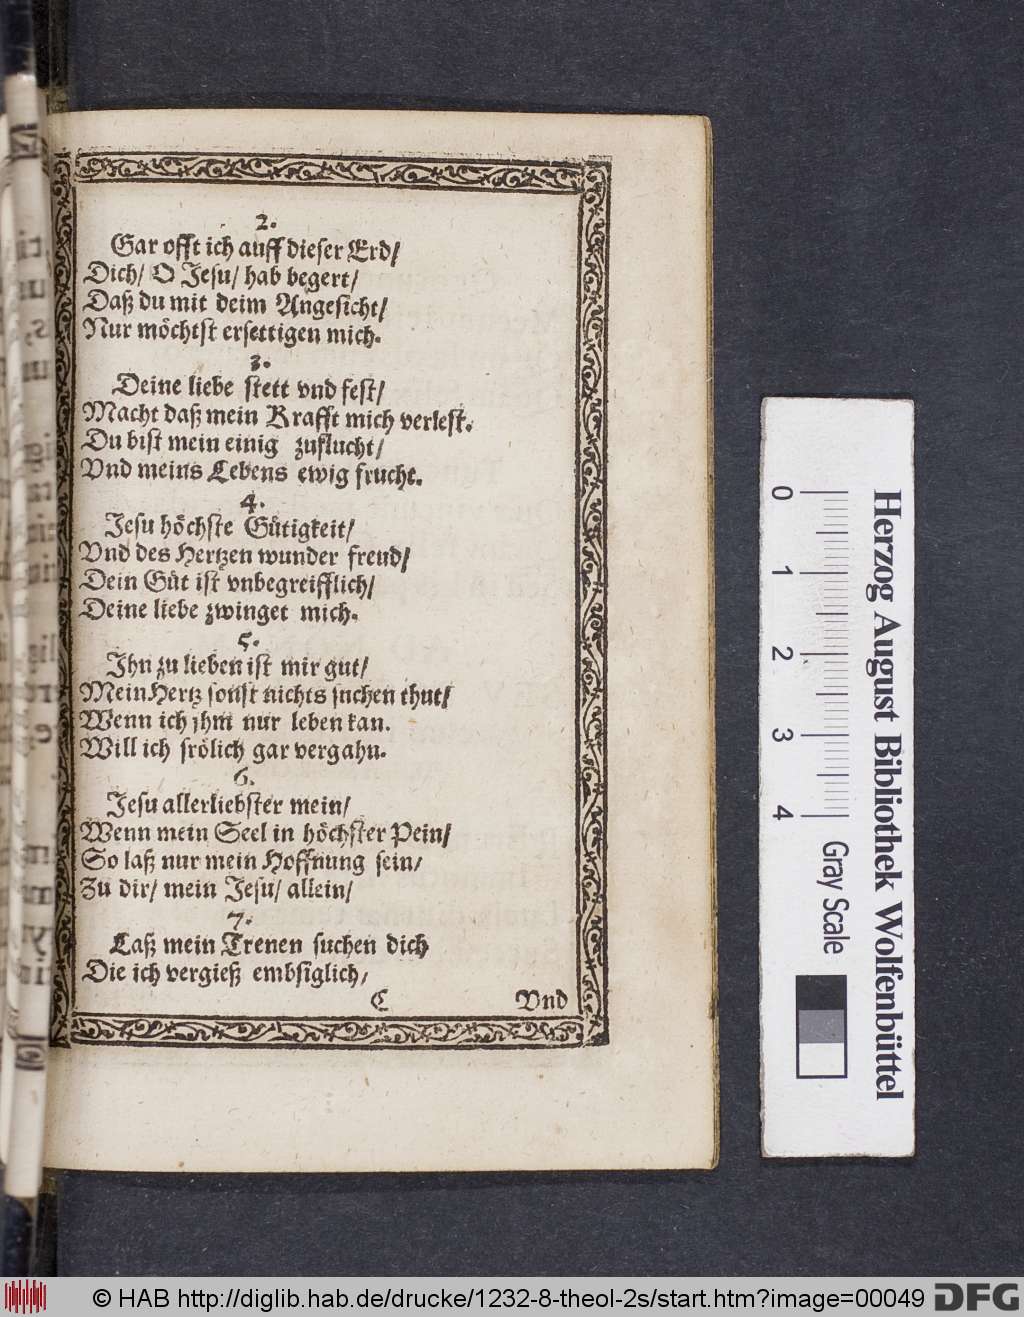 2.
Gar offt ich auff dieser Erd/
Dich/ O Jesu/ hab begert/
Daß du mit deim Angesicht/
Nur möchtst ersettigen mich.
3.
Deine liebe stett vnd fest/
Macht daß mein Krafft mich verlest.
Du bist mein einig zuflucht/
Vnd meins Lebens ewig frucht.
4.
Jesu höchste Gütigkeit/
Vnd des Hertzen wunder freud/
Dein Güt ist vnbegreifflich/
Deine liebe zwinget mich.
5.
Ihn zu lieben ist mir gut/
Mein Hertz sonst nichts suchen thut/
Wenn ich jhm nur leben kan.
Will ich frölich gar vergahn.
6.
Jesu allerliebster mein/
Wenn mein Seel in höchster Pein/
So laß nur mein Hoffnung sein/
Zu dir/ mein Jesu/ allein/
7.
Laß mein Trenen suchen dich
Die ich vergieß embsiglich/
C Vnd
0 1 2 3 4
Gray Scale
Herzog August Bibliothek Wolfenbüttel
© HAB http://diglib.hab.de/drucke/1232-8-theol-2s/start.htm?image=00049
DFG